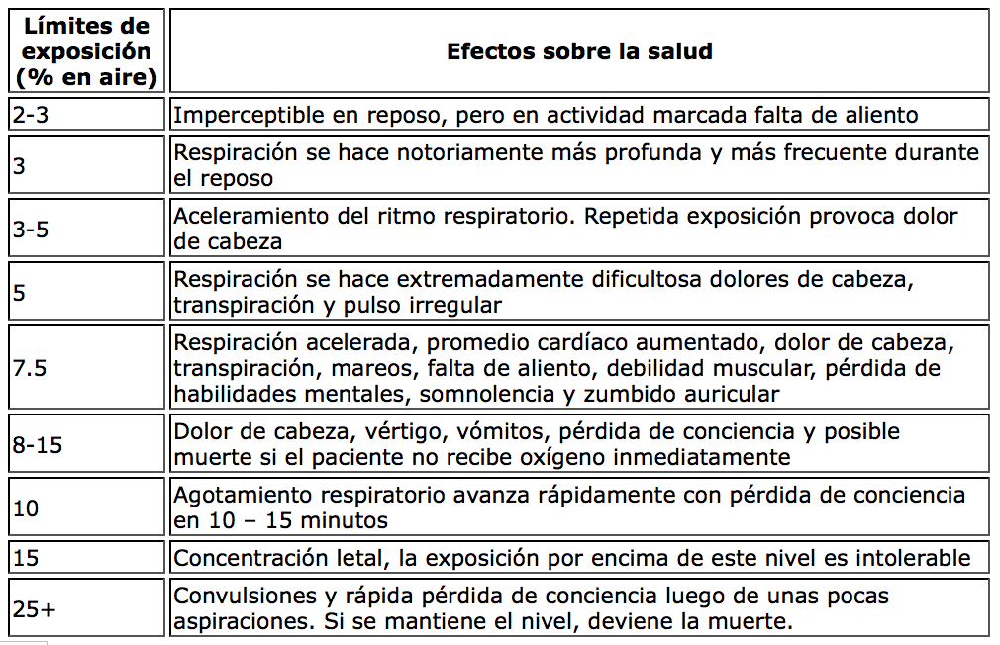 Límites de
exposición
(% en aire)
Efectos sobre la salud
2-3
Imperceptible en reposo, pero en actividad marcada falta de aliento
3
Respiración se hace notoriamente más profunda y más frecuente durante
el reposo
3-5
Aceleramiento del ritmo respiratorio. Repetida exposición provoca dolor
de cabeza
5
Respiración se hace extremadamente dificultosa dolores de cabeza,
transpiración y pulso irregular
7.5
Respiración acelerada, promedio cardíaco aumentado, dolor de cabeza,
transpiración, mareos, falta de aliento, debilidad muscular, pérdida de
habilidades mentales, somnolencia y zumbido auricular
8-15
Dolor de cabeza, vértigo, vómitos, pérdida de conciencia y posible
muerte si el paciente no recibe oxígeno inmediatamente
10
Agotamiento respiratorio avanza rápidamente con pérdida de conciencia
en 10 – 15 minutos
15
Concentración letal, la exposición por encima de este nivel es intolerable
25+
Convulsiones y rápida pérdida de conciencia luego de unas pocas
aspiraciones. Si se mantiene el nivel, deviene la muerte.